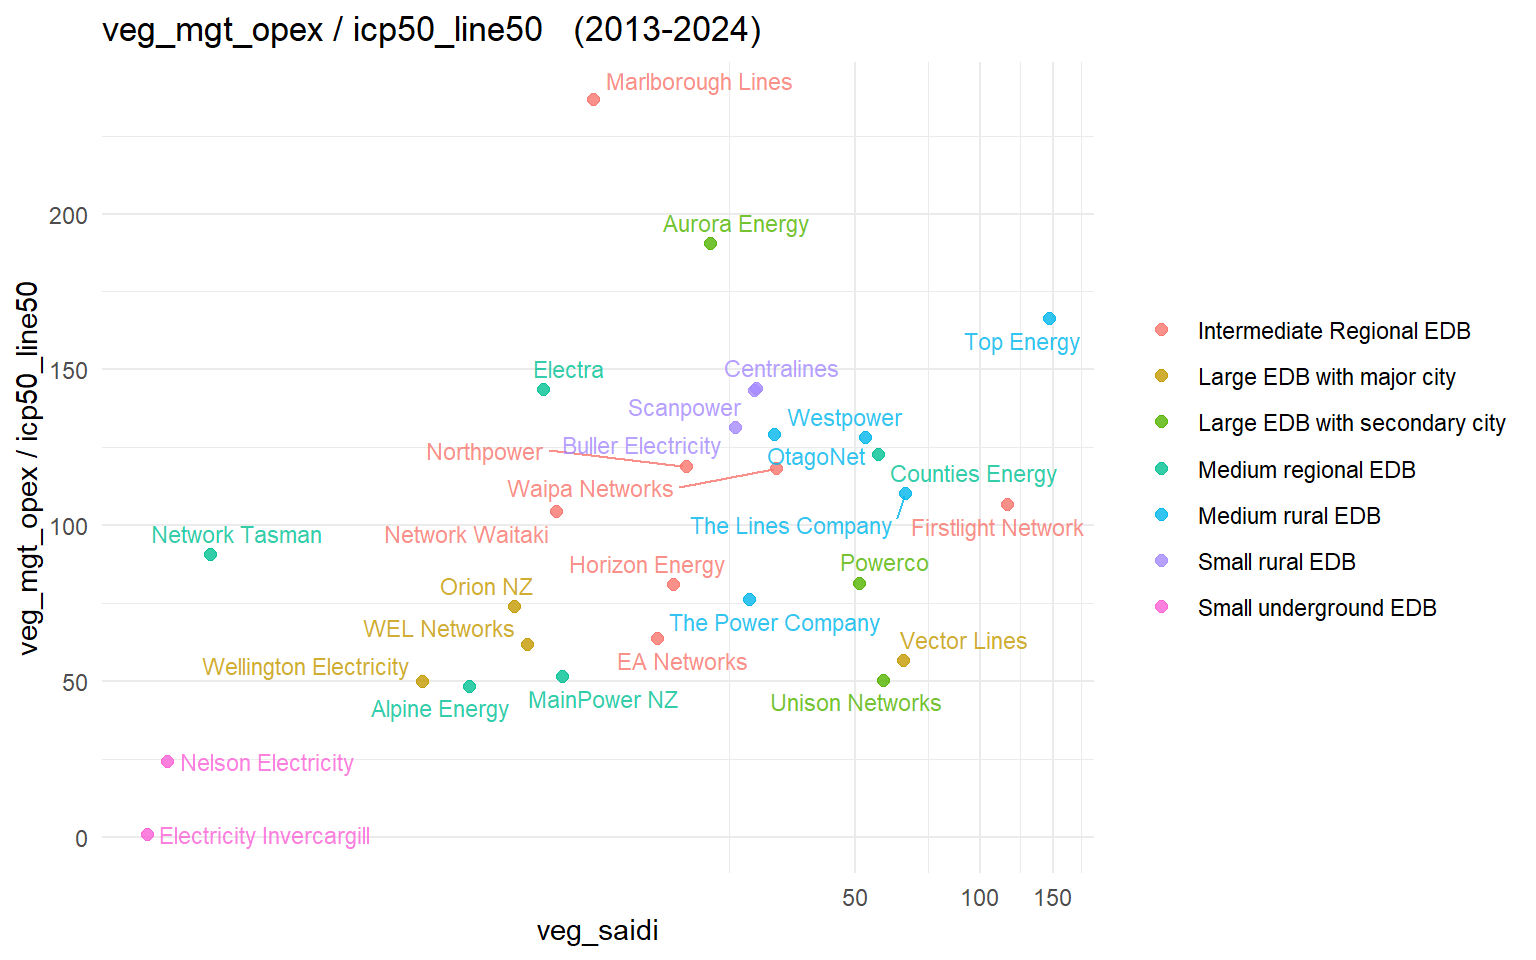 veg_mgt_opex / icp50_line50 (2013-2024)
Marlborough Lines
200
Aurora Energy
Top Energy
150
Electra
Centralines
Scanpower
Westpower
Northpower
Buller Electricity
OtagoNet
Counties Energy
Waipa Networks
100
Network Tasman
Network Waitaki
The Lines Company
Firstlight Network
Horizon Energy
Powerco
Orion NZ
WEL Networks
The Power Company
Vector Lines
Wellington Electricity
EA Networks
50
Alpine Energy
MainPower NZ
Unison Networks
Nelson Electricity
0
Electricity Invercargill
50
100
150
veg_saidi
veg_mgt_opex / icp50_line50
Intermediate Regional EDB
Large EDB with major city
Large EDB with secondary city
Medium regional EDB
Medium rural EDB
Small rural EDB
Small underground EDB